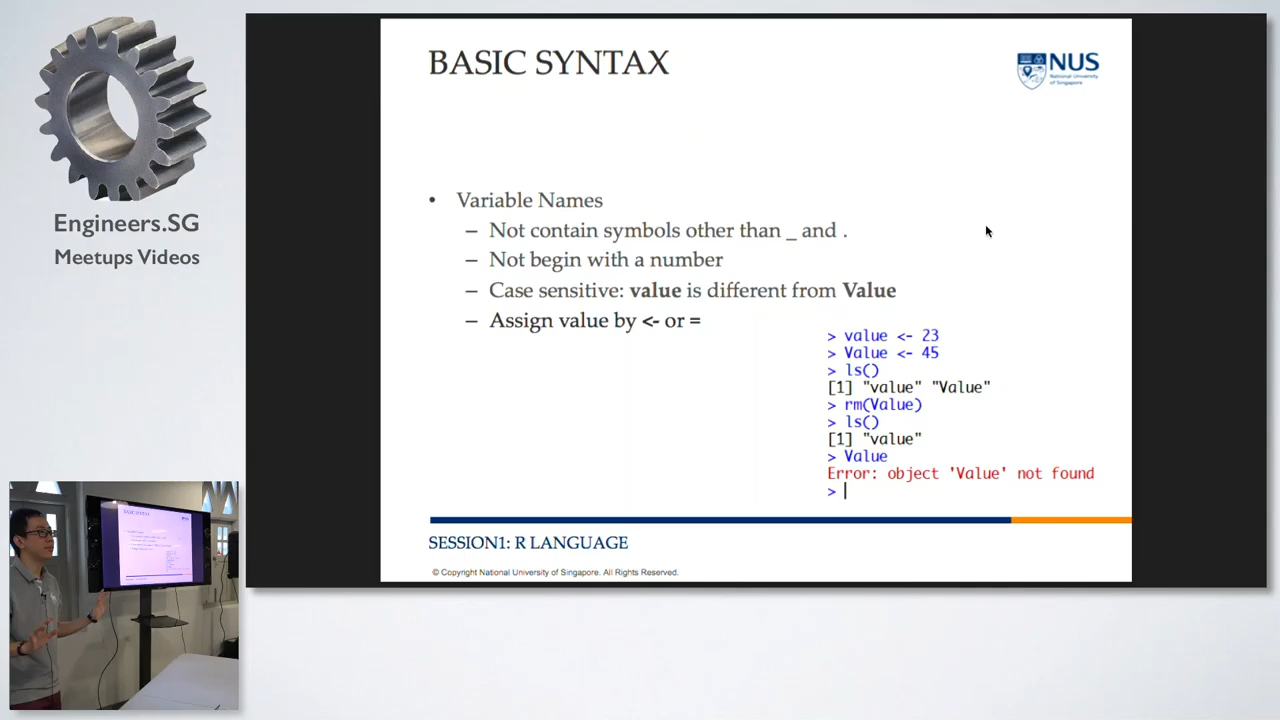 Engineers.SG
Meetups Videos
BASIC SYNTAX
NUS
National University
of Singapore
• Variable Names
– Not contain symbols other than _ and .
– Not begin with a number
– Case sensitive: value is different from Value
– Assign value by <- or =
> value <- 23
> Value <- 45
> ls()
[1] "value" "Value"
> rm(Value)
> ls()
[1] "value"
> Value
Error: object 'Value' not found
>
SESSION1: R LANGUAGE
© Copyright National University of Singapore. All Rights Reserved.
BASIC SYNTAX